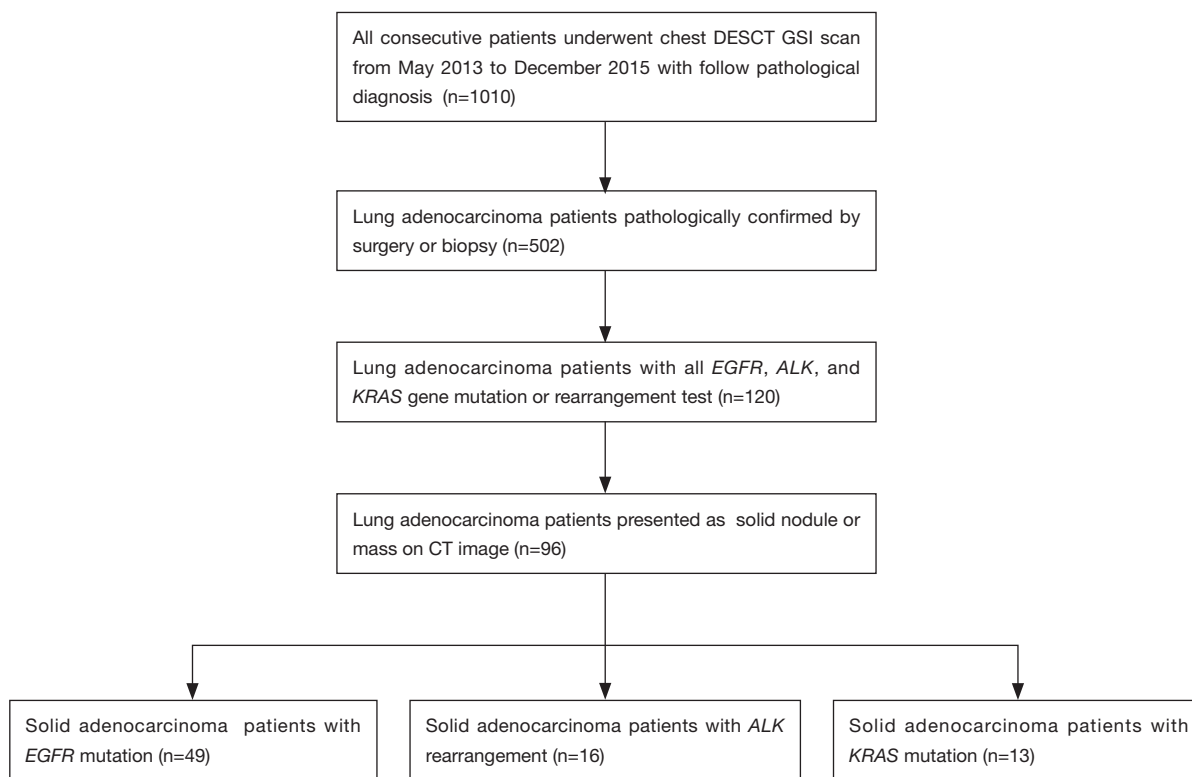 All consecutive patients underwent chest DESCT GSI scan
from May 2013 to December 2015 with follow pathological
diagnosis (n=1010)
Lung adenocarcinoma patients pathologically confirmed by
surgery or biopsy (n=502)
Lung adenocarcinoma patients with all EGFR, ALK, and
KRAS gene mutation or rearrangement test (n=120)
Lung adenocarcinoma patients presented as solid nodule or
mass on CT image (n=96)
Solid adenocarcinoma patients with
EGFR mutation (n=49)
Solid adenocarcinoma patients with ALK
rearrangement (n=16)
Solid adenocarcinoma patients with
KRAS mutation (n=13)